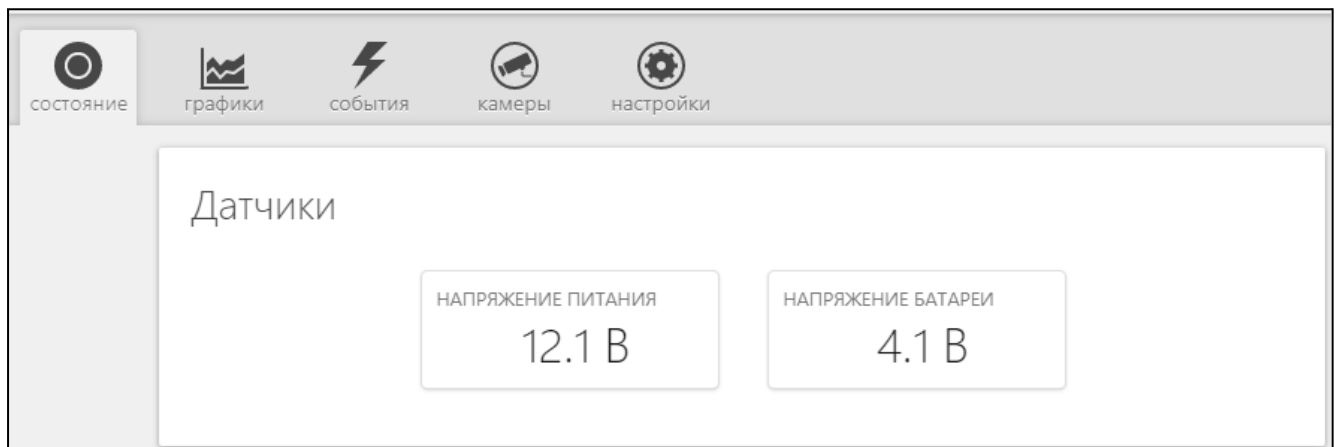 состояние графики события камеры настройки
Датчики
НАПРЯЖЕНИЕ ПИТАНИЯ НАПРЯЖЕНИЕ БАТАРЕИ
12.1 В 4.1 В